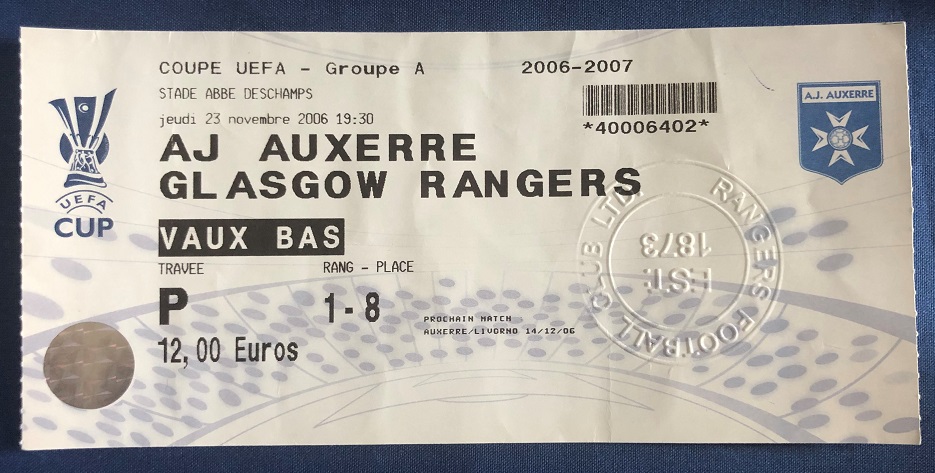 COUPE UEFA - Groupe A
2006-2007
STADE ABBE DESCHAMPS
jeudi 23 novembre 2006 19:30
*40006402*
A.J. AUXERRE
AJ AUXERRE
GLASGOW RANGERS
UEFA
CUP
VAUX BAS
TRAVEE
RANG - PLACE
P
1-8
PROCHAIN MATCH
AUXERRE/LIVORNO 14/12/06
12,00 Euros
RANGERS FOOTBALL CLUB LTD.
EST.
1873